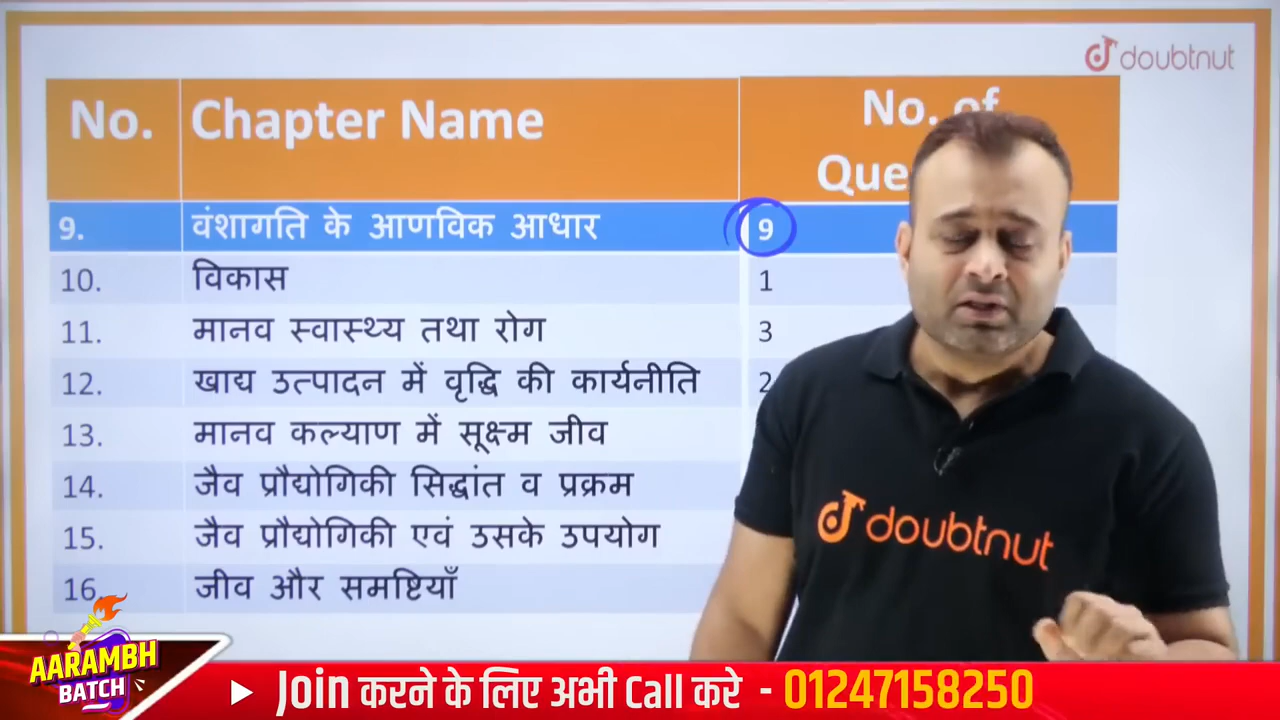 doubtnut
No. Chapter Name No. of
9. वंशागति के आणविक आधार 9
10. विकास 1
11. मानव स्वास्थ्य तथा रोग 3
12. खाद्य उत्पादन में वृद्धि की कार्यनीति 2
13. मानव कल्याण में सूक्ष्म जीव
14. जैव प्रौद्योगिकी सिद्धांत व प्रक्रम
15. जैव प्रौद्योगिकी एवं उसके उपयोग
16. जीव और समष्टियाँ
doubtnut
AARAMBH
BATCH
Join करने के लिए अभी Call करे - 01247158250